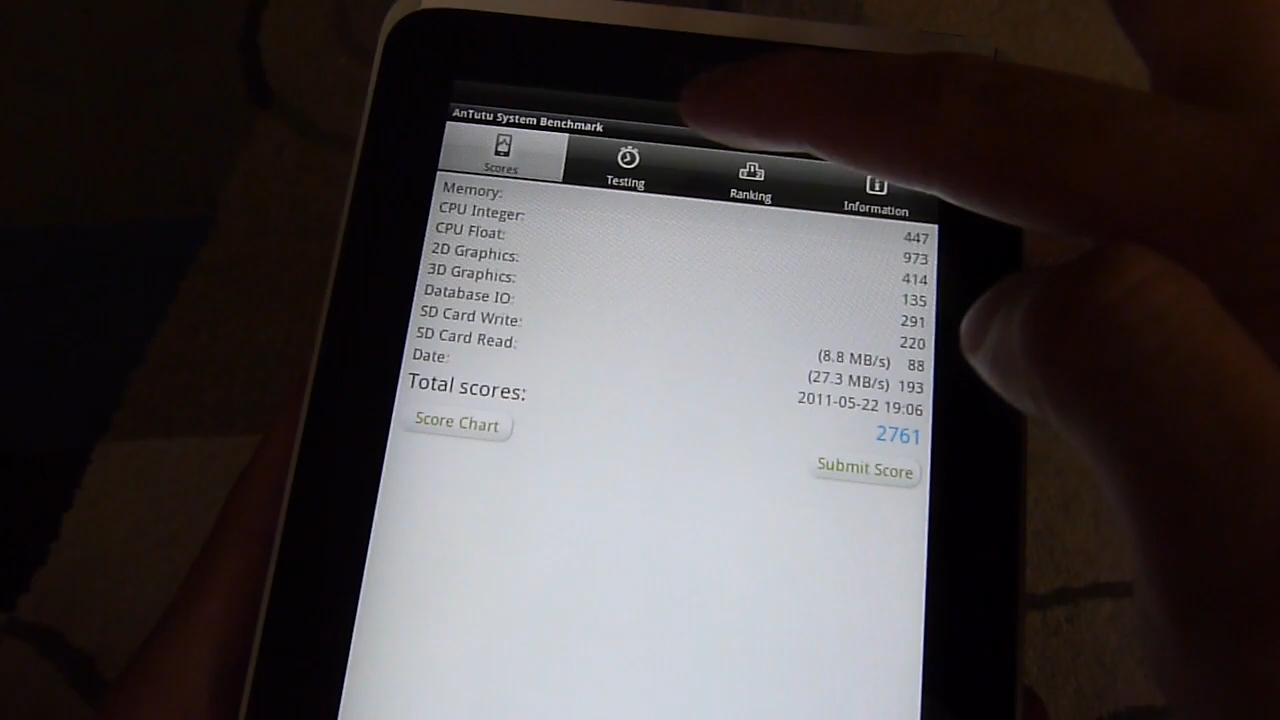 AnTutu System Benchmark
Scores
Testing
Ranking
Information
Memory: 447
CPU Integer: 973
CPU Float: 414
2D Graphics: 135
3D Graphics: 291
Database IO: 220
SD Card Write: (8.8 MB/s) 88
SD Card Read: (27.3 MB/s) 193
Date: 2011-05-22 19:06
Total scores: 2761
Score Chart
Submit Score